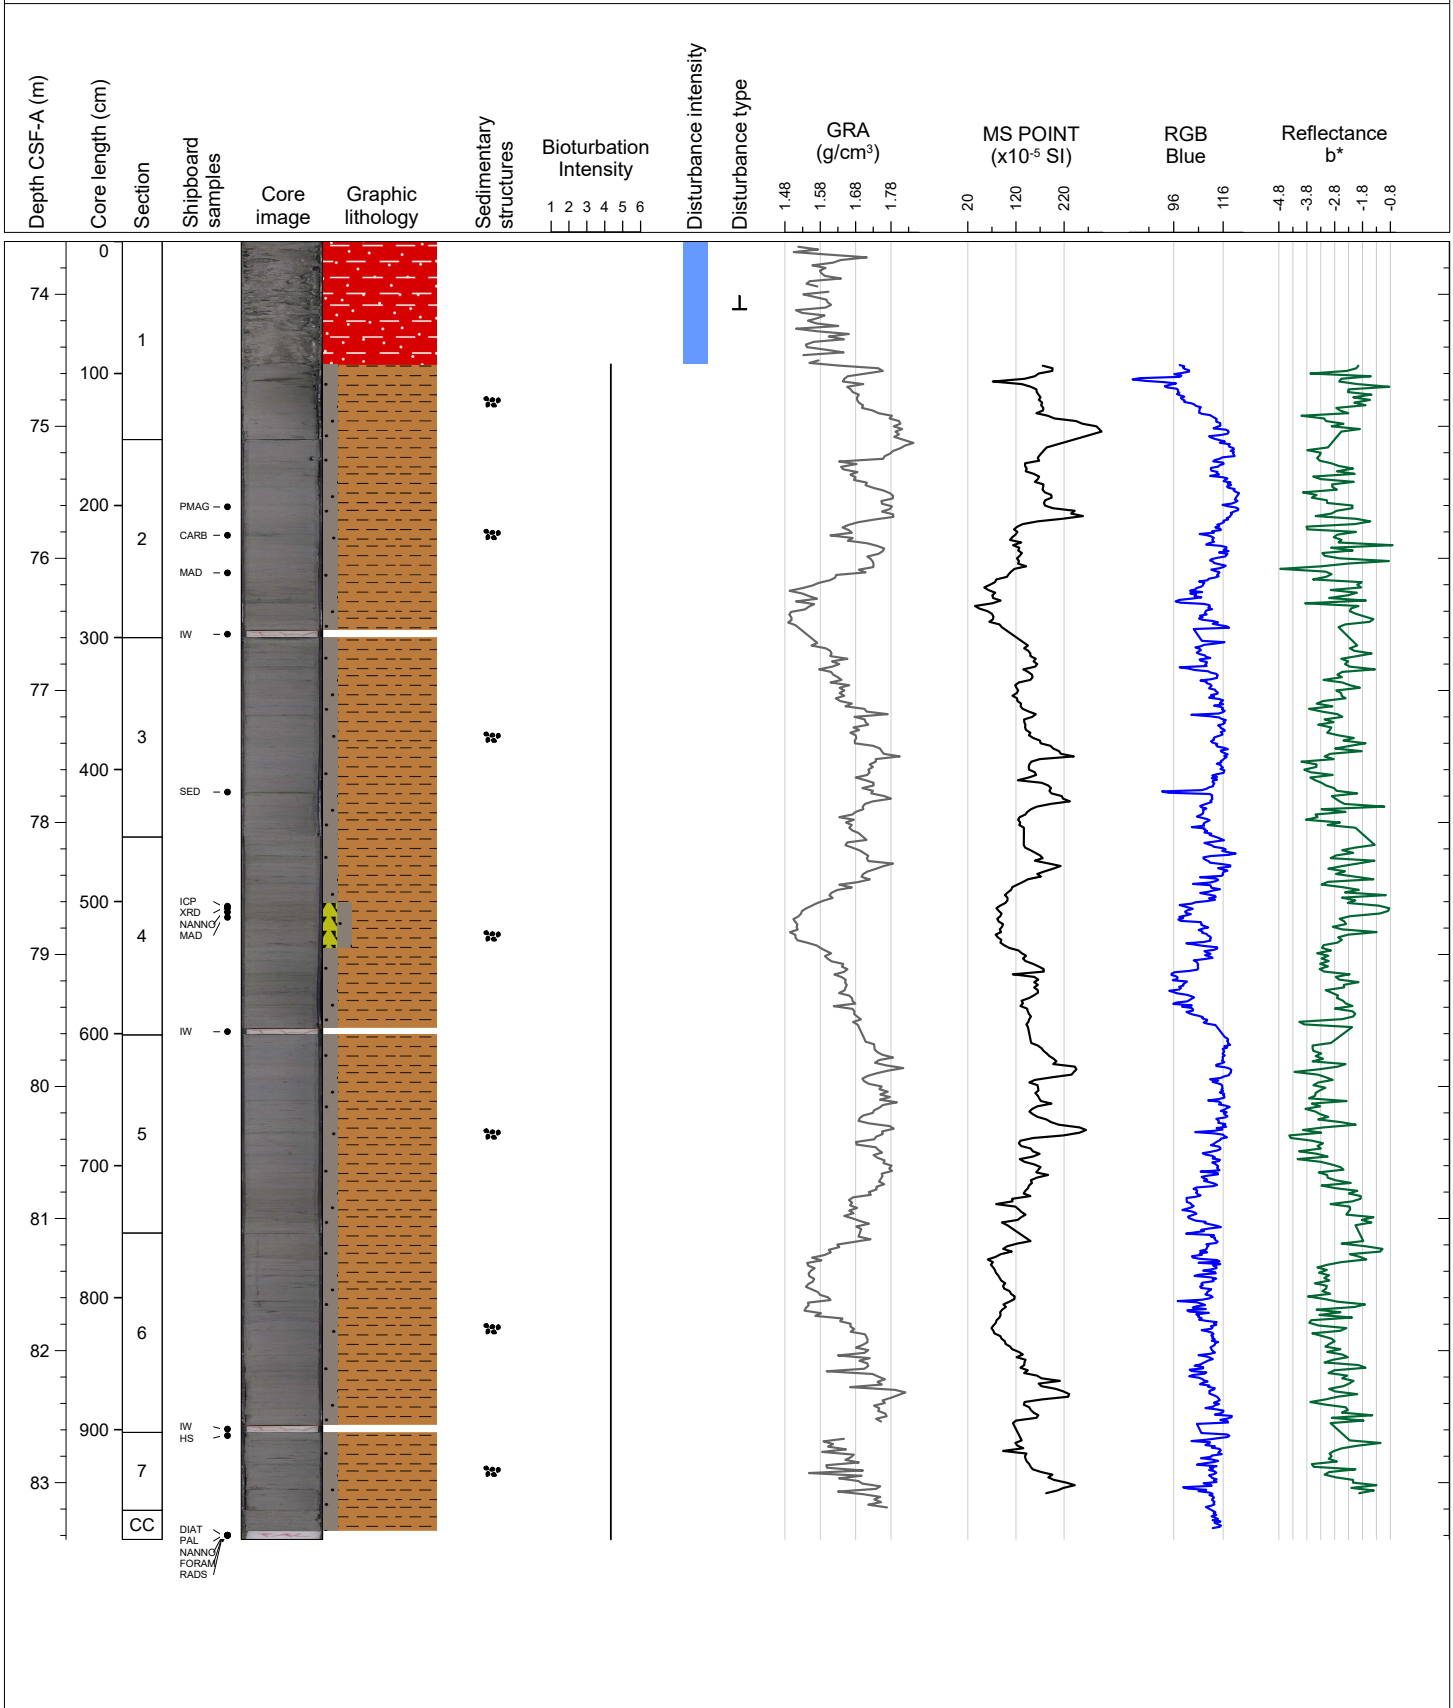 Depth CSF-A (m)
Core length (cm)
Section
Shipboard
samples
Core
image
Graphic
lithology
Sedimentary
structures
Bioturbation
Intensity
1 2 3 4 5 6
Disturbance intensity
Disturbance type
GRA
(g/cm³)
1.48 1.58 1.68 1.78
MS POINT
(x10⁻⁵ SI)
20 120 220
RGB
Blue
96 116
Reflectance
b*
-4.8 -3.8 -2.8 -1.8 -0.8
0
74
1
100
75
200
PMAG
CARB
2
76
MAD
IW
300
77
3
400
SED
78
500
ICP
XRD
NANNO
MAD
4
79
IW
600
80
5
700
81
800
6
82
IW
900
HS
7
83
CC
DIAT
PAL
NANNO
FORAM
RADS